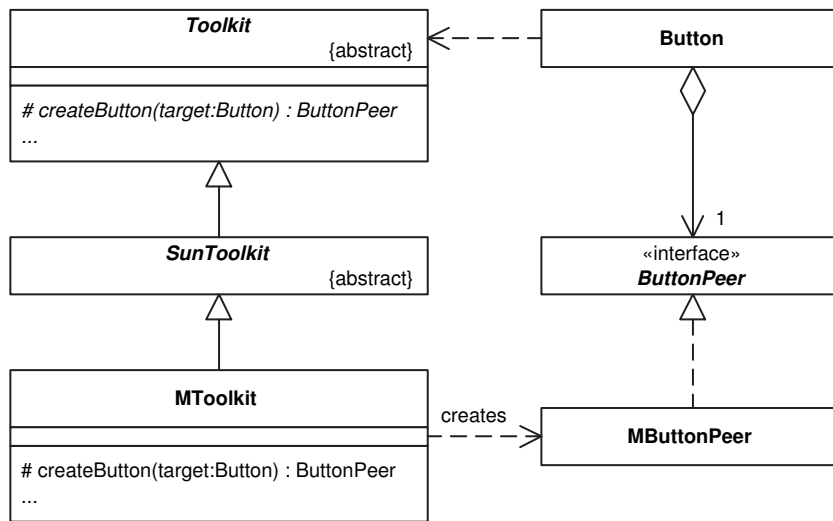 Toolkit
{abstract}
# createButton(target:Button) : ButtonPeer
...
Button
1
SunToolkit
{abstract}
«interface»
ButtonPeer
MToolkit
# createButton(target:Button) : ButtonPeer
...
creates
MButtonPeer